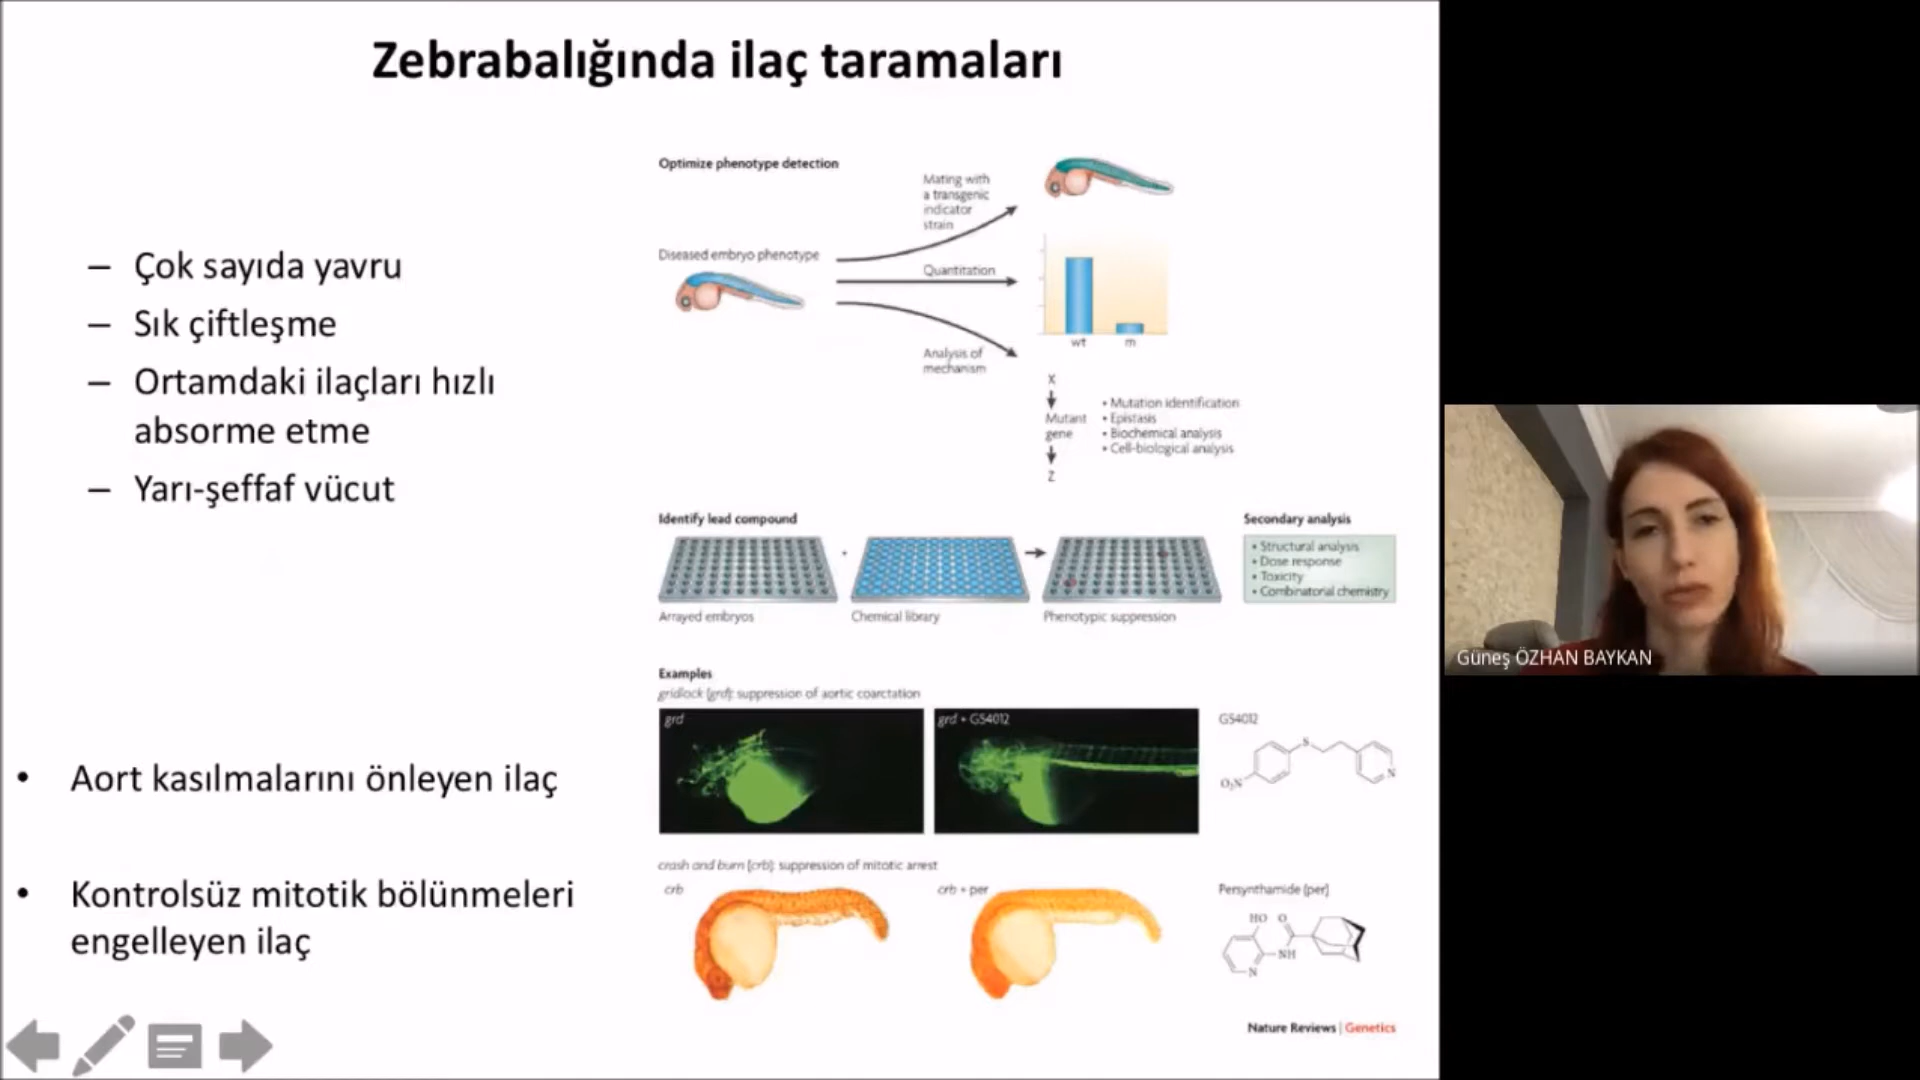 Zebrabalığında ilaç taramaları
– Çok sayıda yavru
– Sık çiftleşme
– Ortamdaki ilaçları hızlı
absorme etme
– Yarı-şeffaf vücut
• Aort kasılmalarını önleyen ilaç
• Kontrolsüz mitotik bölünmeleri
engelleyen ilaç
Optimize phenotype detection
Mating with
a transgenic
indicator
strain
Diseased embryo phenotype
Quantitation
wt m
Analysis of
mechanism
X
Mutant
gene
Z
• Mutation identification
• Epistasis
• Biochemical analysis
• Cell-biological analysis
Identify lead compound
Arrayed embryos
Chemical library
Phenotypic suppression
Secondary analysis
• Structural analysis
• Dose response
• Toxicity
• Combinatorial chemistry
Examples
gridlock (grd): suppression of aortic coarctation
grd
grd + GS4012
GS4012
S
O₂N
N
crash and burn (crb): suppression of mitotic arrest
crb
crb + per
Persynthamide (per)
HO O
NH
N
Nature Reviews | Genetics
Güneş ÖZHAN BAYKAN